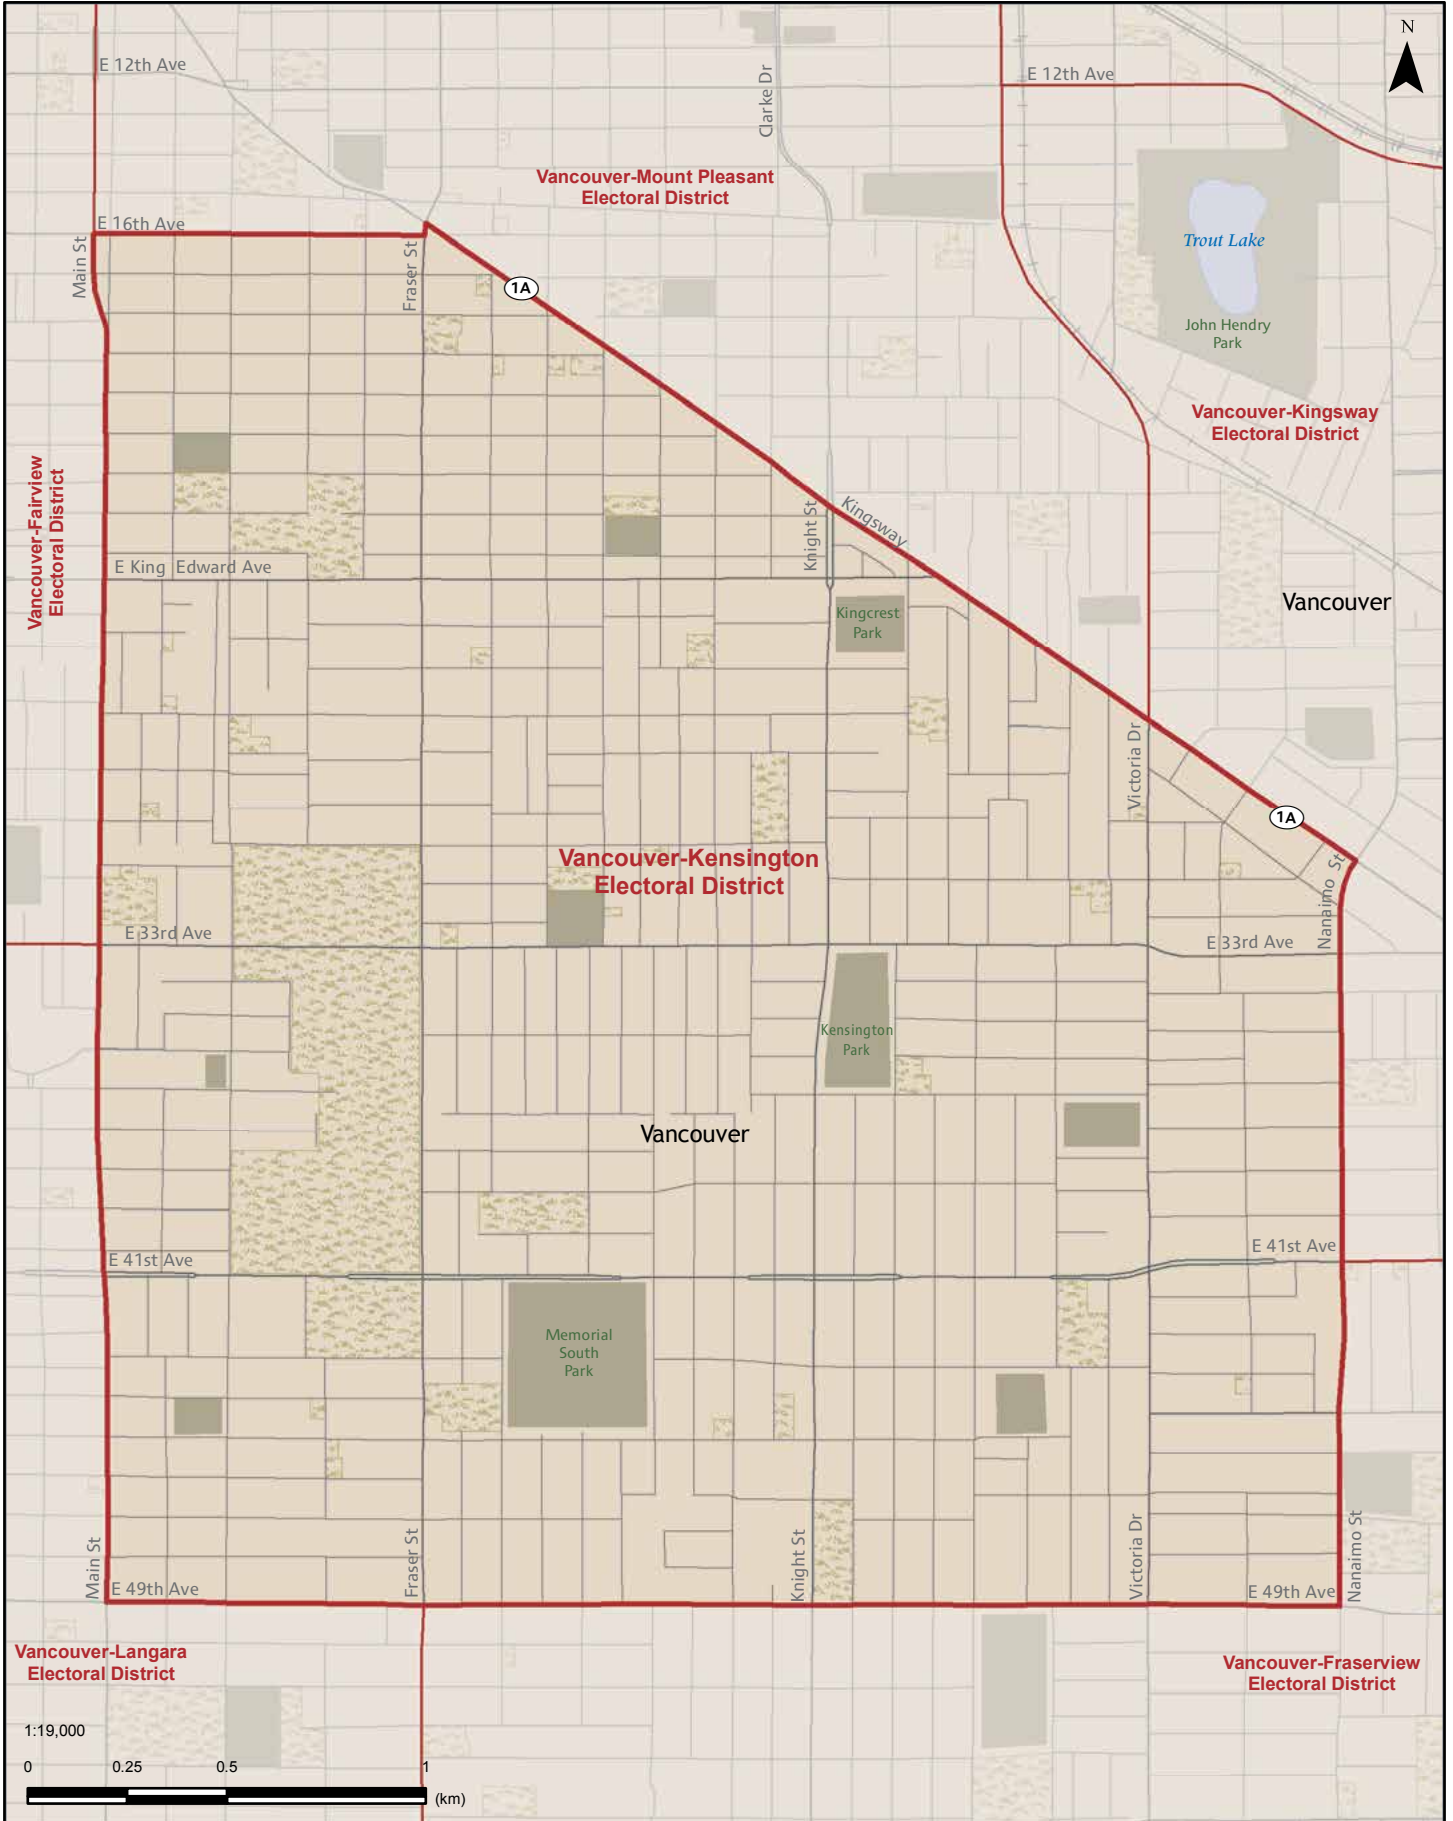 N
E 12th Ave
E 12th Ave
Clarke Dr
Vancouver-Mount Pleasant
Electoral District
E 16th Ave
Main St
Fraser St
1A
Trout Lake
John Hendry
Park
Vancouver-Kingsway
Electoral District
Vancouver-Fairview
Electoral District
Knight St
Kingsway
E King Edward Ave
Kingcrest
Park
Vancouver
Victoria Dr
1A
Vancouver-Kensington
Electoral District
Nanaimo St
E 33rd Ave
E 33rd Ave
Kensington
Park
Vancouver
E 41st Ave
E 41st Ave
Memorial
South
Park
Main St
Fraser St
Knight St
Victoria Dr
Nanaimo St
E 49th Ave
E 49th Ave
Vancouver-Langara
Electoral District
Vancouver-Fraserview
Electoral District
1:19,000
0 0.25 0.5 1
(km)